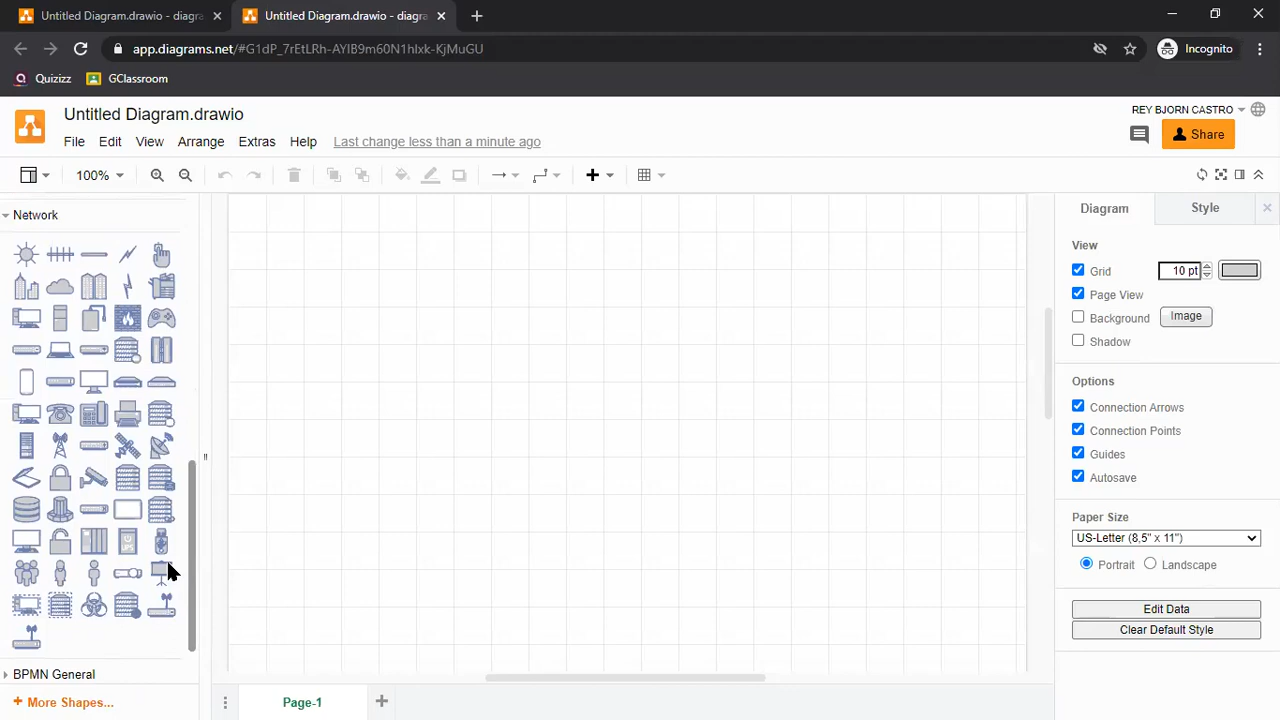 Untitled Diagram.drawio - diagra
Untitled Diagram.drawio - diagra
app.diagrams.net/#G1dP_7rEtLRh-AYIB9m60N1hIxk-KjMuGU
Incognito
Quizizz
GClassroom
Untitled Diagram.drawio
REY BJORN CASTRO
File Edit View Arrange Extras Help Last change less than a minute ago
Share
100%
Network
Diagram
Style
View
Grid
10 pt
Page View
Background
Image
Shadow
Options
Connection Arrows
Connection Points
Guides
Autosave
Paper Size
US-Letter (8,5" x 11")
Portrait
Landscape
Edit Data
Clear Default Style
BPMN General
+ More Shapes...
Page-1